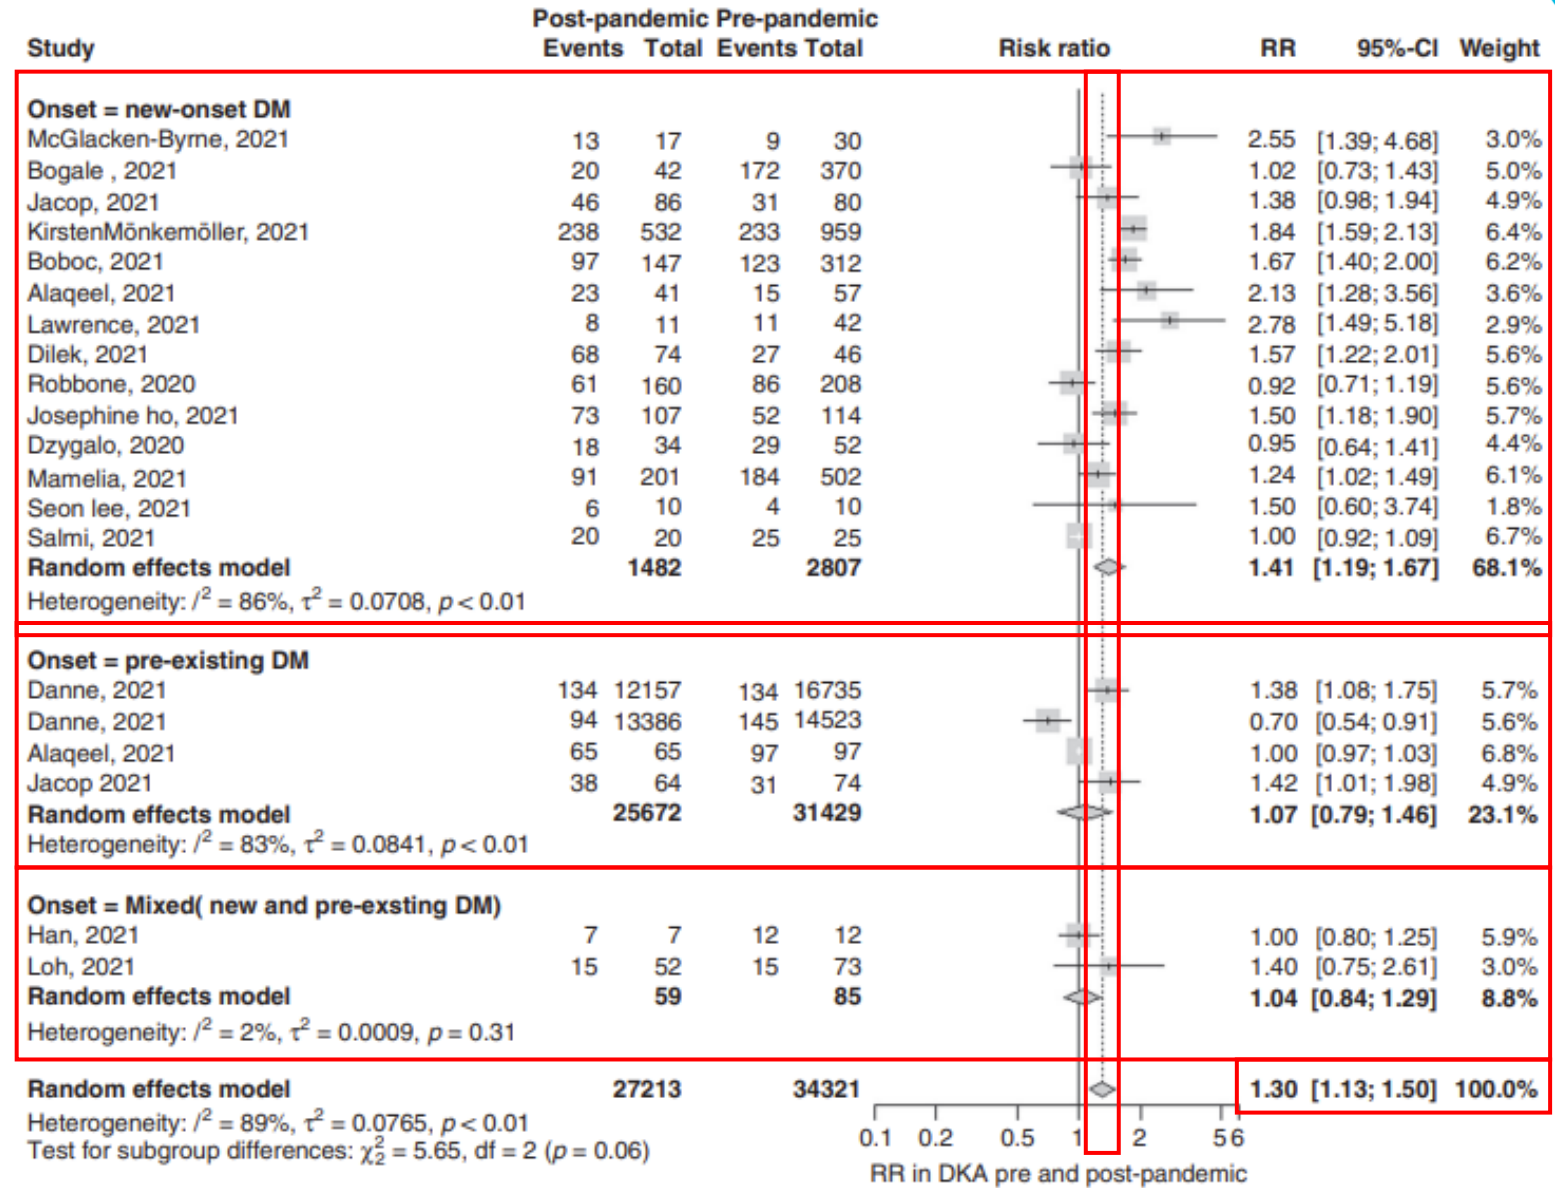 Post-pandemic Pre-pandemic
Study Events Total Events Total Risk ratio RR 95%-CI Weight
Onset = new-onset DM
McGlacken-Byrne, 2021 13 17 9 30 2.55 [1.39; 4.68] 3.0%
Bogale , 2021 20 42 172 370 1.02 [0.73; 1.43] 5.0%
Jacop, 2021 46 86 31 80 1.38 [0.98; 1.94] 4.9%
KirstenMönkemöller, 2021 238 532 233 959 1.84 [1.59; 2.13] 6.4%
Boboc, 2021 97 147 123 312 1.67 [1.40; 2.00] 6.2%
Alaqeel, 2021 23 41 15 57 2.13 [1.28; 3.56] 3.6%
Lawrence, 2021 8 11 11 42 2.78 [1.49; 5.18] 2.9%
Dilek, 2021 68 74 27 46 1.57 [1.22; 2.01] 5.6%
Robbone, 2020 61 160 86 208 0.92 [0.71; 1.19] 5.6%
Josephine ho, 2021 73 107 52 114 1.50 [1.18; 1.90] 5.7%
Dzygalo, 2020 18 34 29 52 0.95 [0.64; 1.41] 4.4%
Mamelia, 2021 91 201 184 502 1.24 [1.02; 1.49] 6.1%
Seon lee, 2021 6 10 4 10 1.50 [0.60; 3.74] 1.8%
Salmi, 2021 20 20 25 25 1.00 [0.92; 1.09] 6.7%
Random effects model 1482 2807 1.41 [1.19; 1.67] 68.1%
Heterogeneity: I² = 86%, τ² = 0.0708, p < 0.01
Onset = pre-existing DM
Danne, 2021 134 12157 134 16735 1.38 [1.08; 1.75] 5.7%
Danne, 2021 94 13386 145 14523 0.70 [0.54; 0.91] 5.6%
Alaqeel, 2021 65 65 97 97 1.00 [0.97; 1.03] 6.8%
Jacop 2021 38 64 31 74 1.42 [1.01; 1.98] 4.9%
Random effects model 25672 31429 1.07 [0.79; 1.46] 23.1%
Heterogeneity: I² = 83%, τ² = 0.0841, p < 0.01
Onset = Mixed( new and pre-exsting DM)
Han, 2021 7 7 12 12 1.00 [0.80; 1.25] 5.9%
Loh, 2021 15 52 15 73 1.40 [0.75; 2.61] 3.0%
Random effects model 59 85 1.04 [0.84; 1.29] 8.8%
Heterogeneity: I² = 2%, τ² = 0.0009, p = 0.31
Random effects model 27213 34321 1.30 [1.13; 1.50] 100.0%
Heterogeneity: I² = 89%, τ² = 0.0765, p < 0.01
Test for subgroup differences: χ²₂ = 5.65, df = 2 (p = 0.06)
0.1 0.2 0.5 1 2 5 6
RR in DKA pre and post-pandemic